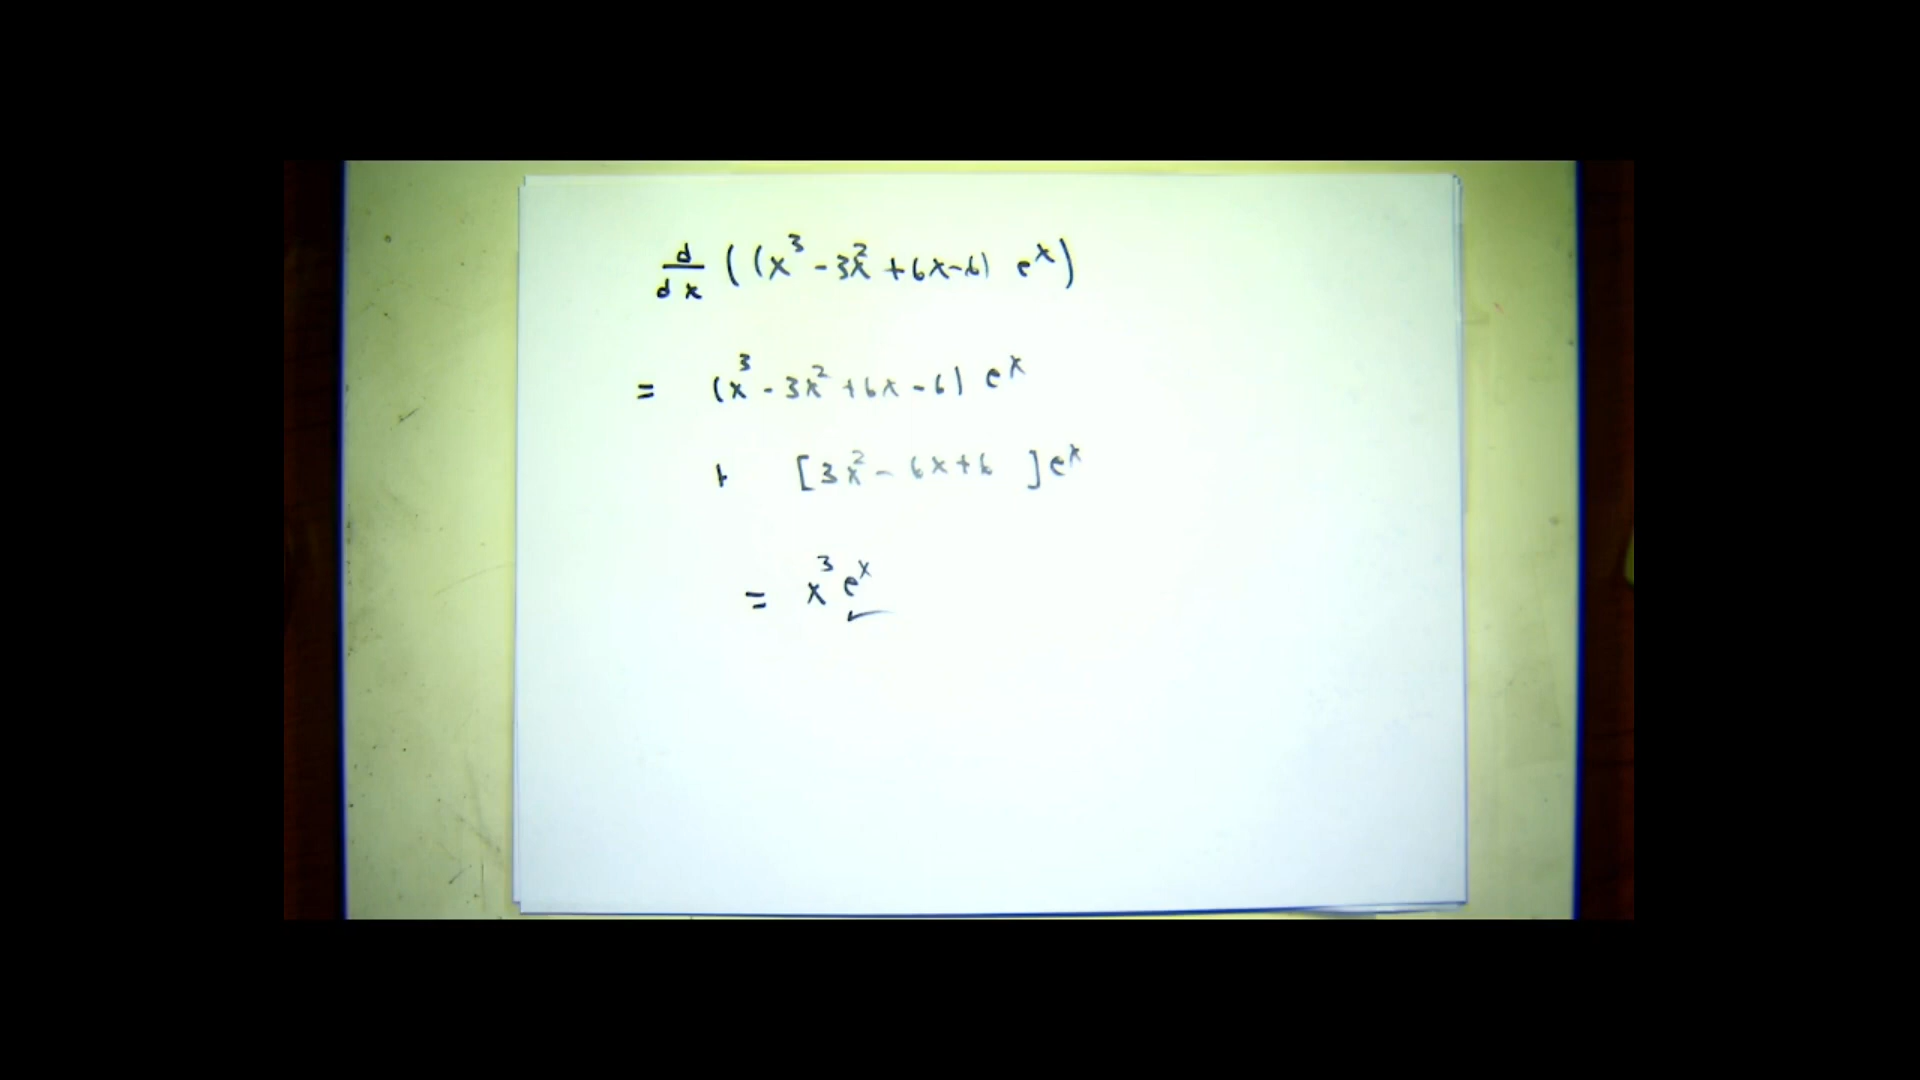 d/dx ((x³ - 3x² + 6x - 6) eˣ)
= (x³ - 3x² + 6x - 6) eˣ
+ [3x² - 6x + 6 ] eˣ
= x³ eˣ